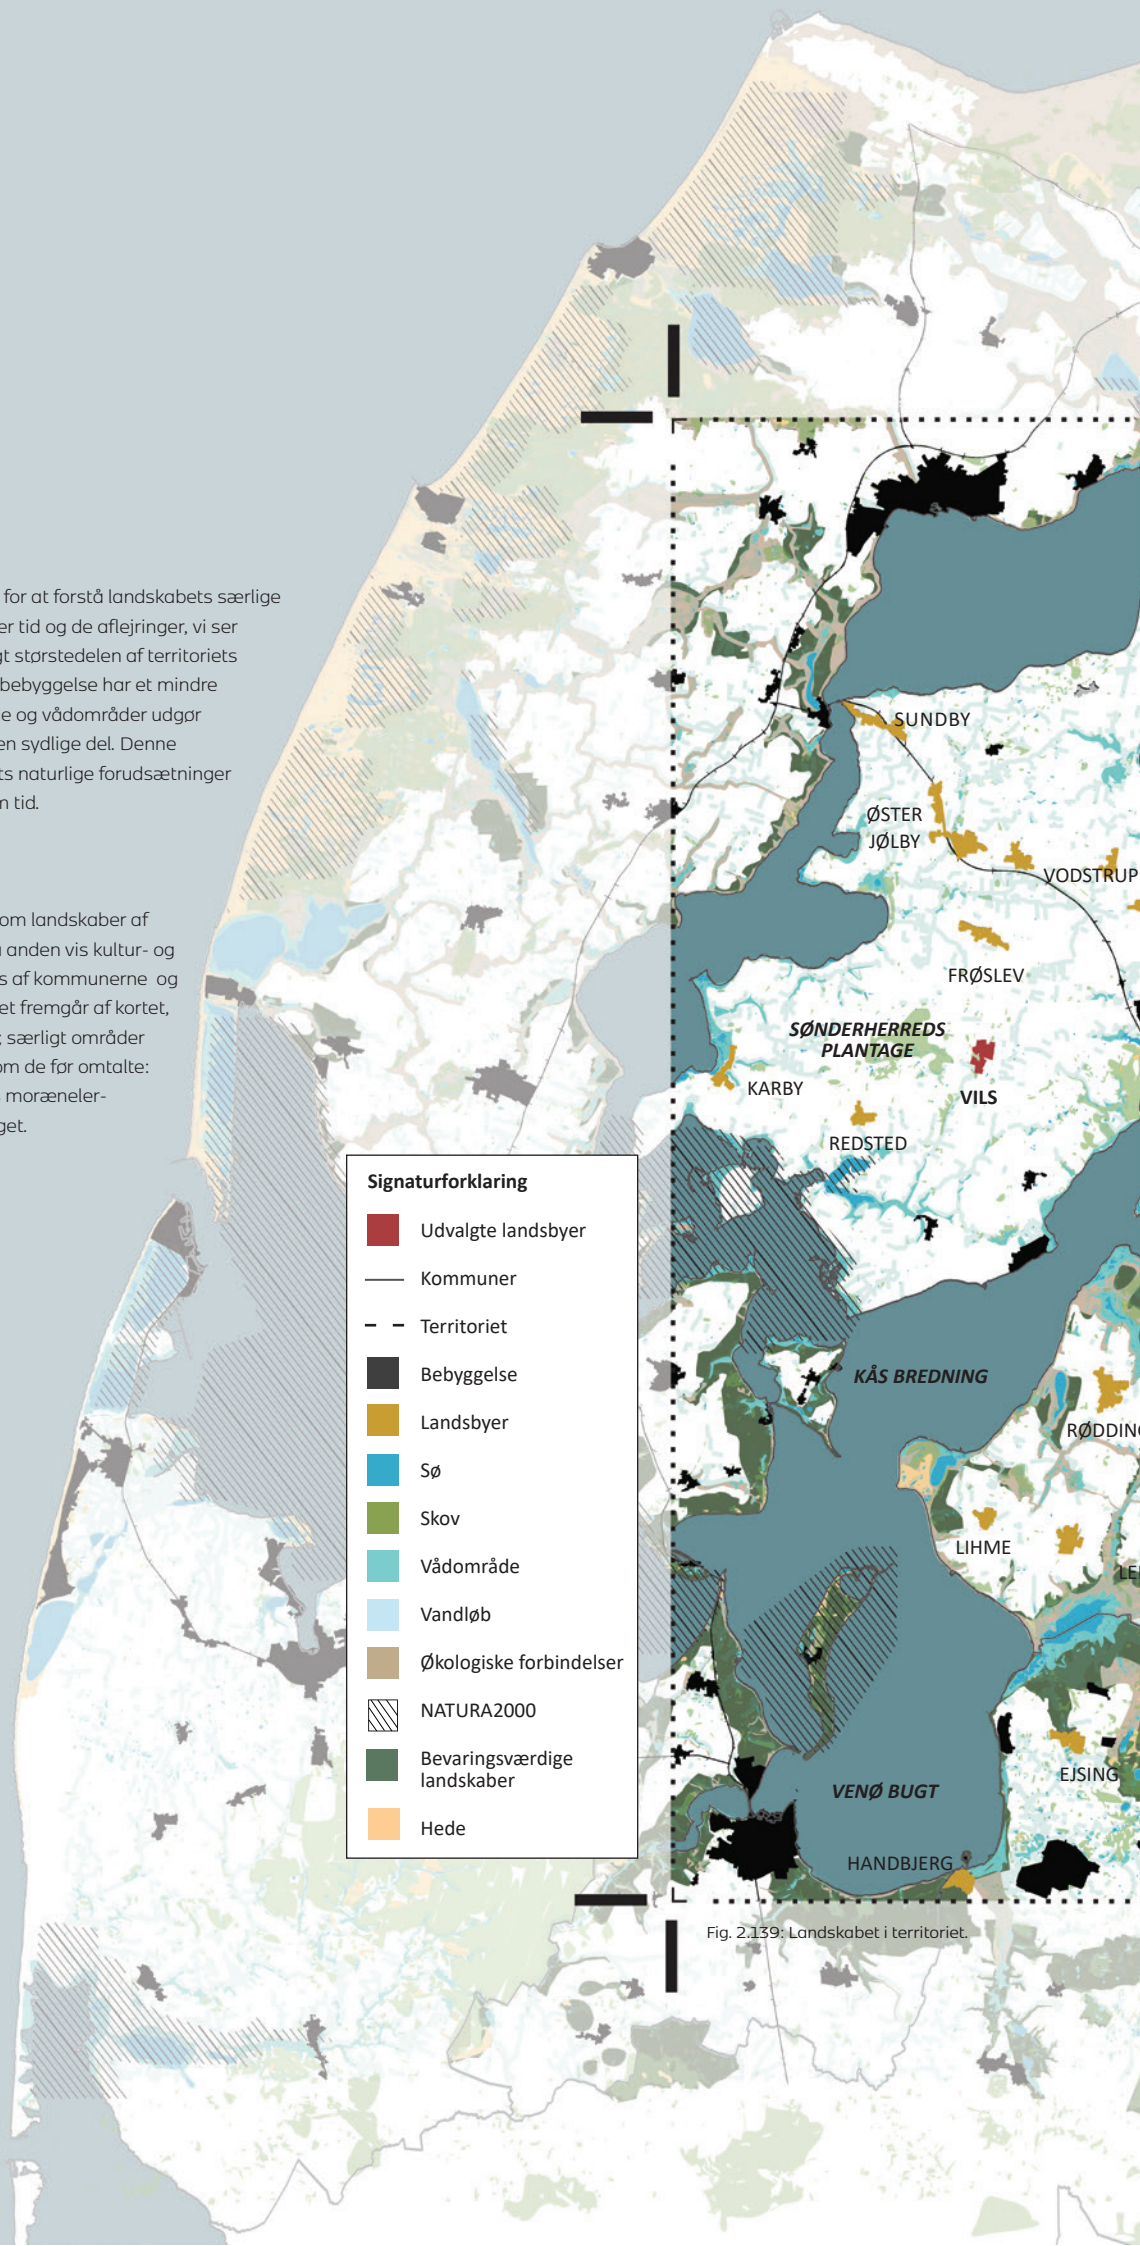 for at forstå landskabets særlige
er tid og de aflejringer, vi ser
gt størstedelen af territoriets
bebyggelse har et mindre
e og vådområder udgør
en sydlige del. Denne
ts naturlige forudsætninger
m tid.
om landskaber af
anden vis kultur- og
s af kommunerne og
et fremgår af kortet,
særligt områder
om de før omtalte:
moræneler-
get.
SUNDBY
ØSTER
JØLBY
VODSTRUP
FRØSLEV
SØNDERHERREDS
PLANTAGE
KARBY
VILS
REDSTED
Signaturforklaring
Udvalgte landsbyer
Kommuner
Territoriet
Bebyggelse
Landsbyer
Sø
Skov
Vådområde
Vandløb
Økologiske forbindelser
NATURA2000
Bevaringsværdige
landskaber
Hede
KÅS BREDNING
RØDDING
LIHME
LE
EJSING
VENØ BUGT
HANDBJERG
Fig. 2.139: Landskabet i territoriet.